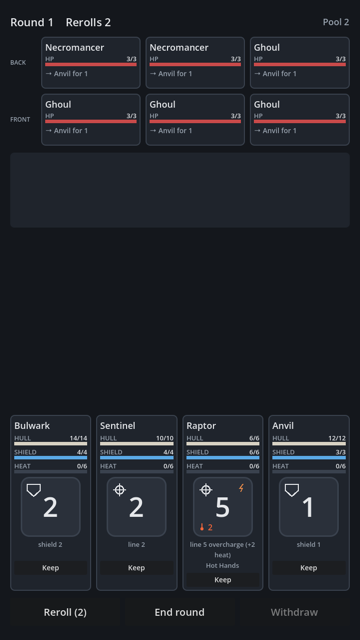 Round 1 Rerolls 2 Pool 2
BACK
Necromancer
HP 3/3
→ Anvil for 1
Necromancer
HP 3/3
→ Anvil for 1
Ghoul
HP 3/3
→ Anvil for 1
FRONT
Ghoul
HP 3/3
→ Anvil for 1
Ghoul
HP 3/3
→ Anvil for 1
Ghoul
HP 3/3
→ Anvil for 1
Bulwark
HULL 14/14
SHIELD 4/4
HEAT 0/6
2
shield 2
Keep
Sentinel
HULL 10/10
SHIELD 4/4
HEAT 0/6
2
line 2
Keep
Raptor
HULL 6/6
SHIELD 6/6
HEAT 0/6
5
2
line 5 overcharge (+2
heat)
Hot Hands
Keep
Anvil
HULL 12/12
SHIELD 3/3
HEAT 0/6
1
shield 1
Keep
Reroll (2) End round Withdraw